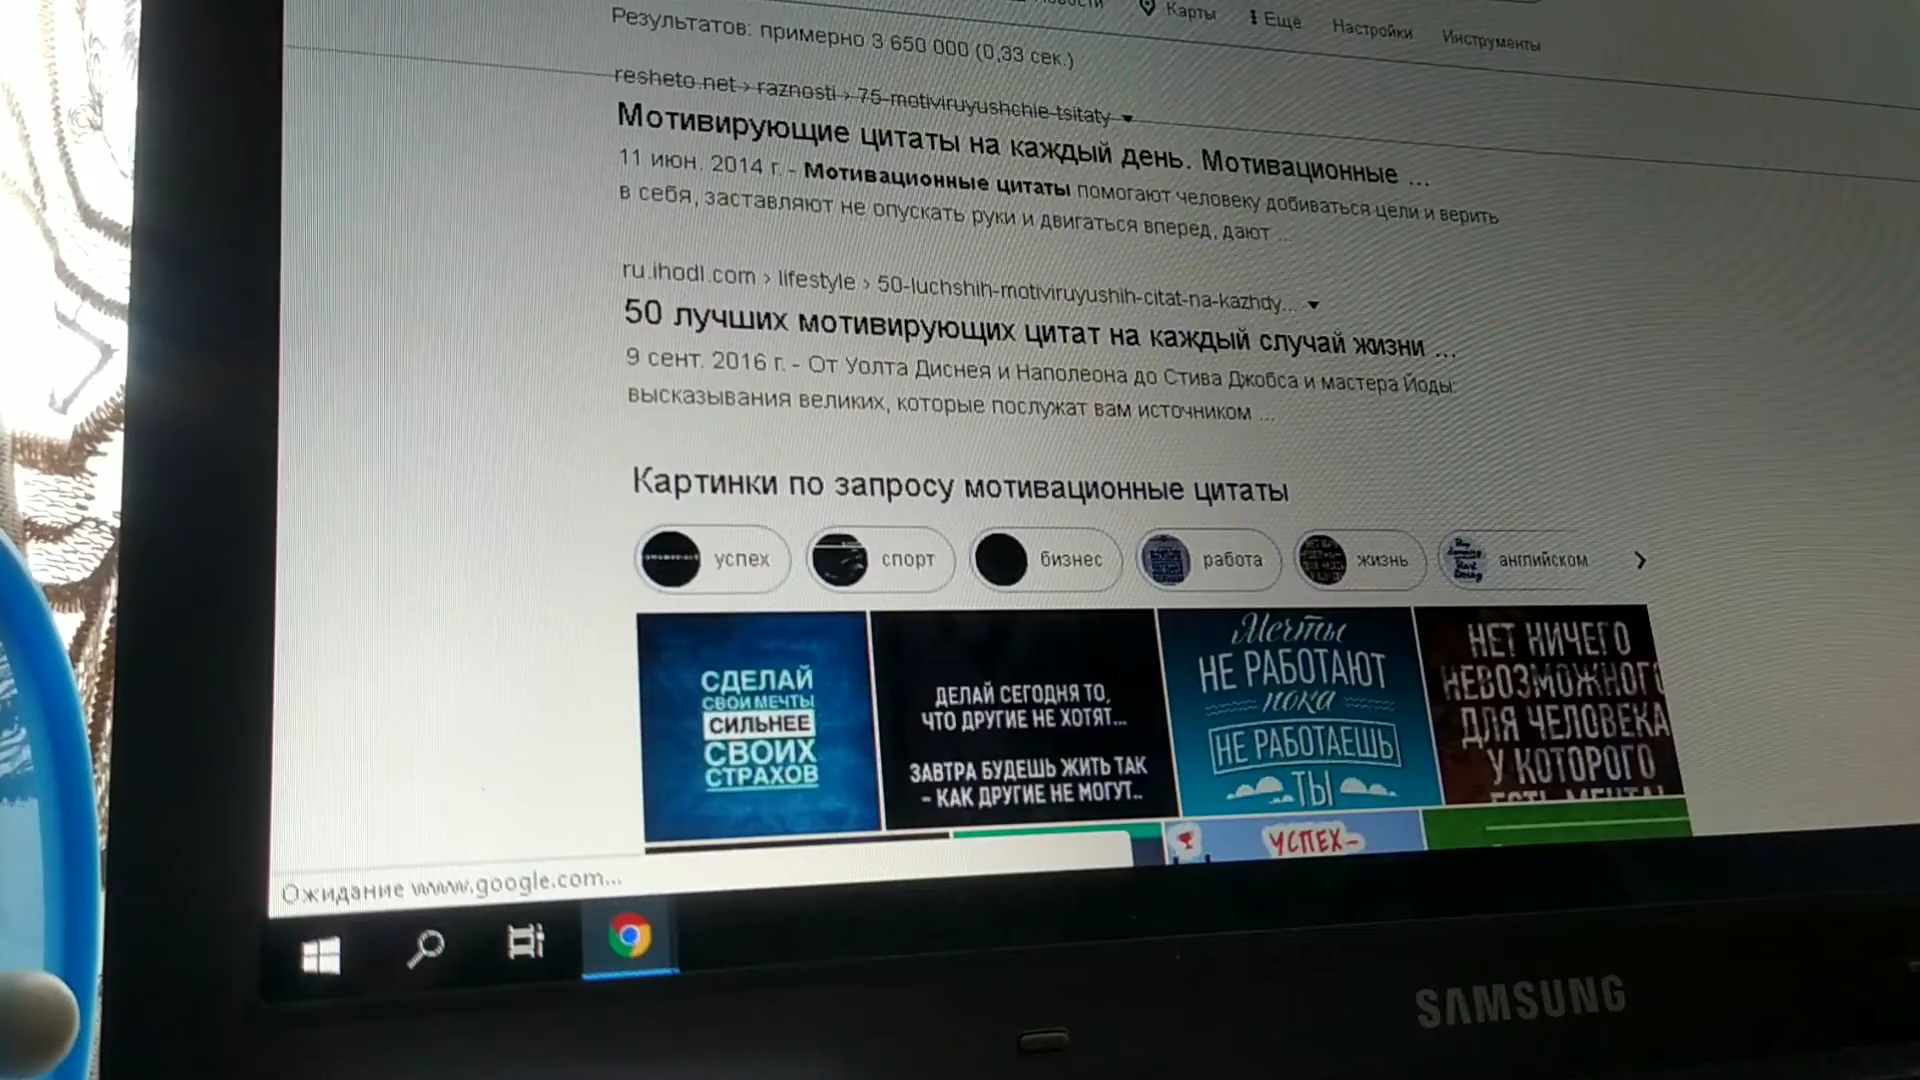 Карты
Ещё
Настройки
Инструменты
Результатов: примерно 3 650 000 (0,33 сек.)
resheto.net › raznosti › 75-motiviruyushchie-tsitaty
Мотивирующие цитаты на каждый день. Мотивационные ...
11 июн. 2014 г. - Мотивационные цитаты помогают человеку добиваться цели и верить
в себя, заставляют не опускать руки и двигаться вперед, дают ...
ru.ihodl.com › lifestyle › 50-luchshih-motiviruyushih-citat-na-kazhdy...
50 лучших мотивирующих цитат на каждый случай жизни ...
9 сент. 2016 г. - От Уолта Диснея и Наполеона до Стива Джобса и мастера Йоды:
высказывания великих, которые послужат вам источником ...
Картинки по запросу мотивационные цитаты
успех
спорт
бизнес
работа
жизнь
английском
СДЕЛАЙ
СВОИ МЕЧТЫ
СИЛЬНЕЕ
СВОИХ
СТРАХОВ
ДЕЛАЙ СЕГОДНЯ ТО,
ЧТО ДРУГИЕ НЕ ХОТЯТ...
ЗАВТРА БУДЕШЬ ЖИТЬ ТАК
- КАК ДРУГИЕ НЕ МОГУТ..
Мечты
НЕ РАБОТАЮТ
пока
НЕ РАБОТАЕШЬ
ТЫ
НЕТ НИЧЕГО
НЕВОЗМОЖНОГО
ДЛЯ ЧЕЛОВЕКА
У КОТОРОГО
УСПЕХ-
Ожидание www.google.com...
SAMSUNG